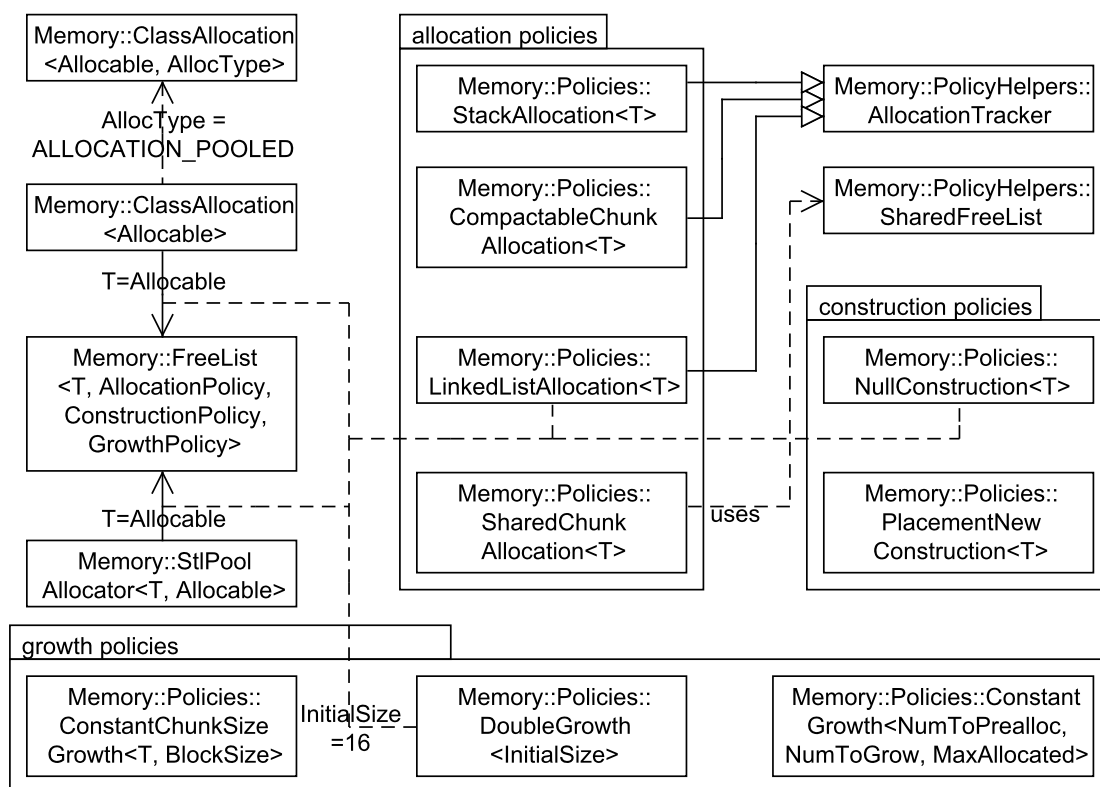 Memory::ClassAllocation
<Allocable, AllocType>
AllocType =
ALLOCATION_POOLED
Memory::ClassAllocation
<Allocable>
T=Allocable
Memory::FreeList
<T, AllocationPolicy,
ConstructionPolicy,
GrowthPolicy>
T=Allocable
Memory::StlPool
Allocator<T, Allocable>
allocation policies
Memory::Policies::
StackAllocation<T>
Memory::Policies::
CompactableChunk
Allocation<T>
Memory::Policies::
LinkedListAllocation<T>
Memory::Policies::
SharedChunk
Allocation<T>
uses
Memory::PolicyHelpers::
AllocationTracker
Memory::PolicyHelpers::
SharedFreeList
construction policies
Memory::Policies::
NullConstruction<T>
Memory::Policies::
PlacementNew
Construction<T>
growth policies
Memory::Policies::
ConstantChunkSize
Growth<T, BlockSize>
InitialSize
=16
Memory::Policies::
DoubleGrowth
<InitialSize>
Memory::Policies::Constant
Growth<NumToPrealloc,
NumToGrow, MaxAllocated>